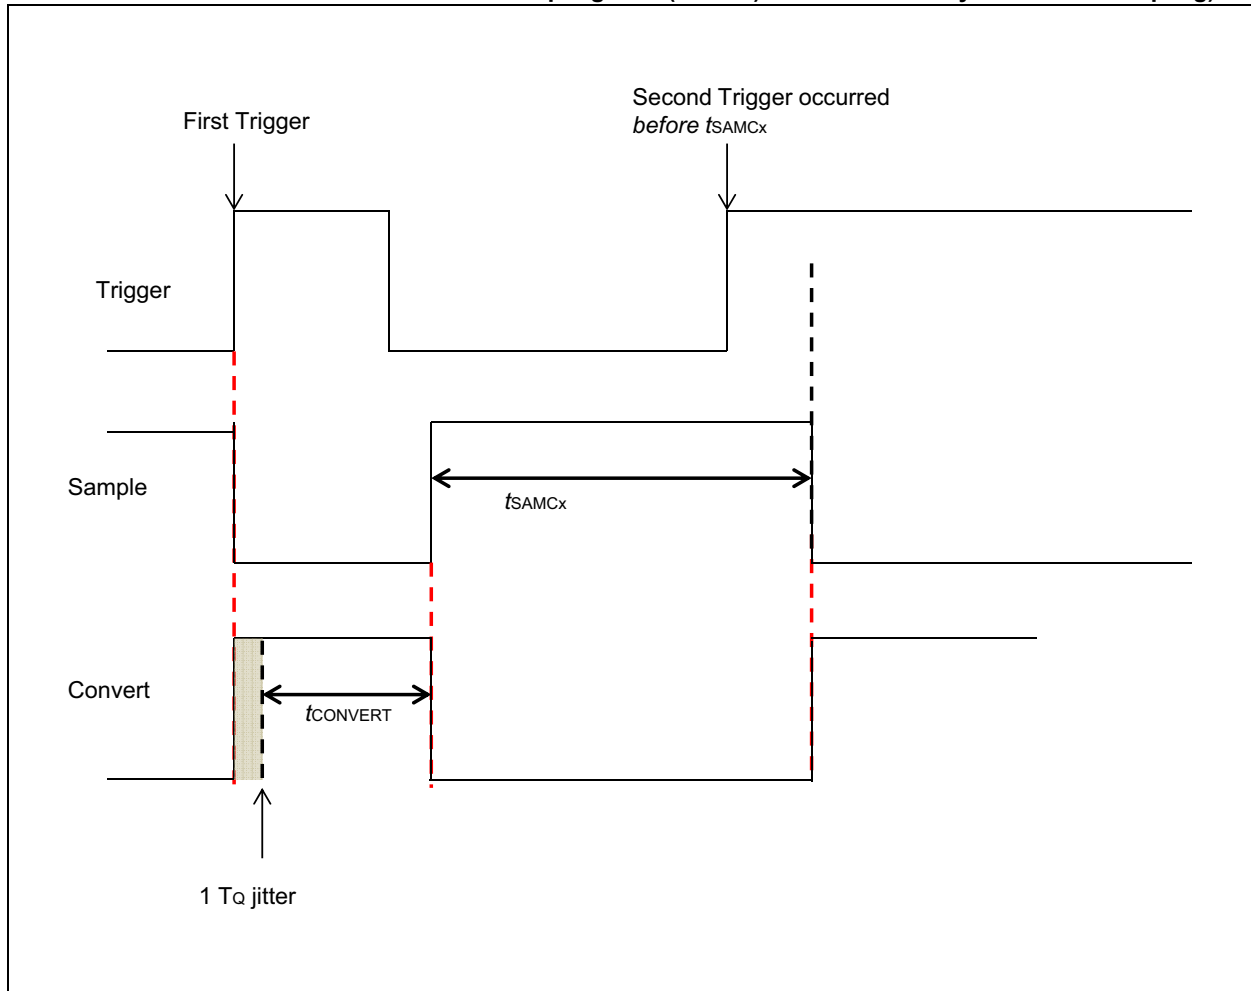 First Trigger
Second Trigger occurred
before tSAMCx
Trigger
Sample
tSAMCx
Convert
tCONVERT
1 TQ jitter